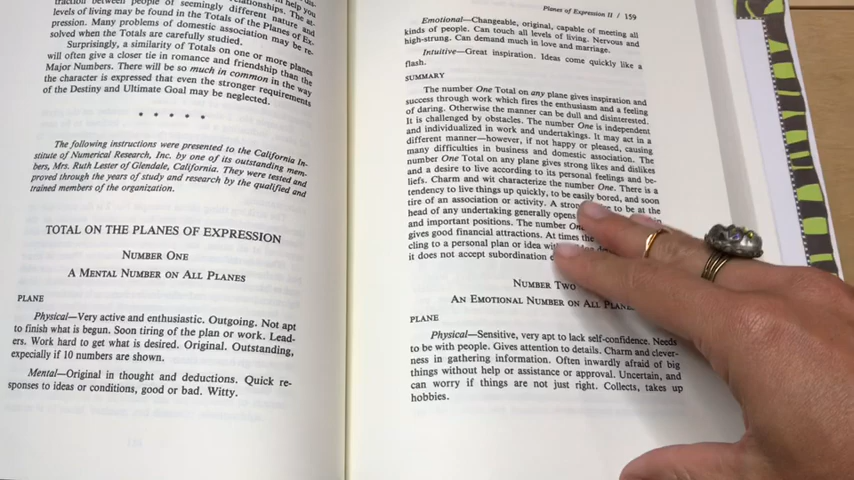 traction between people of seemingly different nature and
levels of living may be found in the Totals of the Planes of Ex-
pression. Many problems of domestic association may be re-
solved when the Totals are carefully studied.
Surprisingly, a similarity of Totals on one or more planes
will often give a closer tie in romance and friendship than the
Major Numbers. There will be so much in common in the way
the character is expressed that even the stronger requirements
of the Destiny and Ultimate Goal may be neglected.
* * * * *
The following instructions were presented to the California In-
stitute of Numerical Research, Inc. by one of its outstanding mem-
bers, Mrs. Ruth Lester of Glendale, California. They were tested and
proved through the years of study and research by the qualified and
trained members of the organization.
TOTAL ON THE PLANES OF EXPRESSION
NUMBER ONE
A MENTAL NUMBER ON ALL PLANES
PLANE
Physical—Very active and enthusiastic. Outgoing. Not apt
to finish what is begun. Soon tiring of the plan or work. Lead-
ers. Work hard to get what is desired. Original. Outstanding,
expecially if 10 numbers are shown.
Mental—Original in thought and deductions. Quick re-
sponses to ideas or conditions, good or bad. Witty.
Planes of Expression II / 159
Emotional—Changeable, original, capable of meeting all
kinds of people. Can touch all levels of living. Nervous and
high-strung. Can demand much in love and marriage.
Intuitive—Great inspiration. Ideas come quickly like a
flash.
SUMMARY
The number One Total on any plane gives inspiration and
success through work which fires the enthusiasm and a feeling
of daring. Otherwise the manner can be dull and disinterested.
It is challenged by obstacles. The number One is independent
and individualized in work and undertakings. It may act in a
different manner—however, if not happy or pleased, causing
many difficulties in business and domestic association. The
number One Total on any plane gives strong likes and dislikes
and a desire to live according to its personal feelings and be-
liefs. Charm and wit characterize the number One. There is a
tendency to live things up quickly, to be easily bored, and soon
tire of an association or activity. A strong to be at the
head of any undertaking generally opens
and important positions. The number One
gives good financial attractions. At times the
cling to a personal plan or idea
it does not accept subordination
NUMBER TWO
AN EMOTIONAL NUMBER ON ALL PLANES
PLANE
Physical—Sensitive, very apt to lack self-confidence. Needs
to be with people. Gives attention to details. Charm and clever-
ness in gathering information. Often inwardly afraid of big
things without help or assistance or approval. Uncertain, and
can worry if things are not just right. Collects, takes up
hobbies.